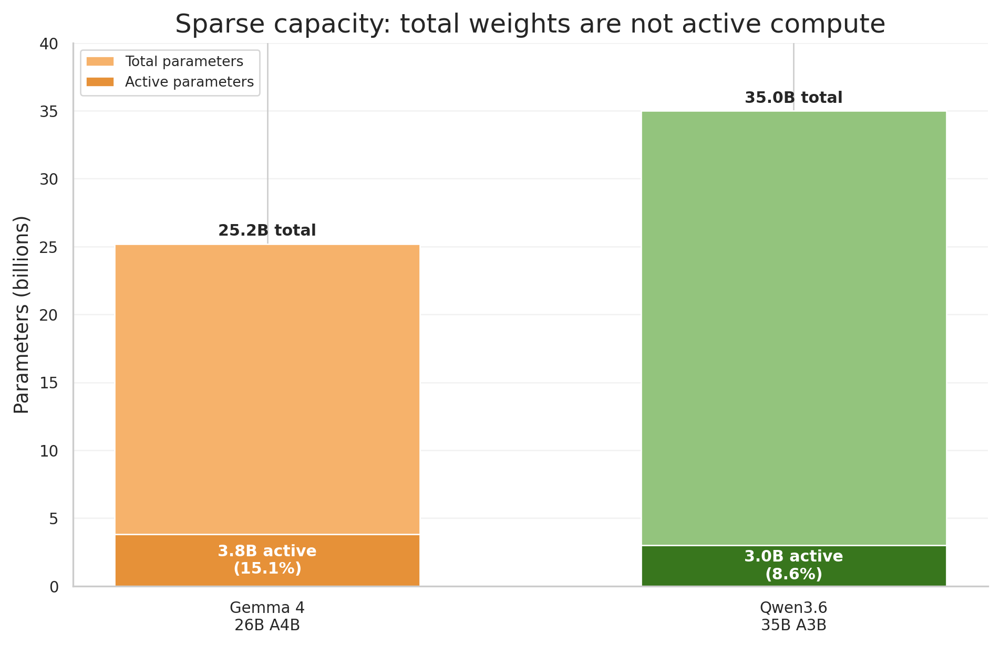 Sparse capacity: total weights are not active compute
Total parameters
Active parameters
Parameters (billions)
40
35
30
25
20
15
10
5
0
25.2B total
3.8B active
(15.1%)
35.0B total
3.0B active
(8.6%)
Gemma 4
26B A4B
Qwen3.6
35B A3B